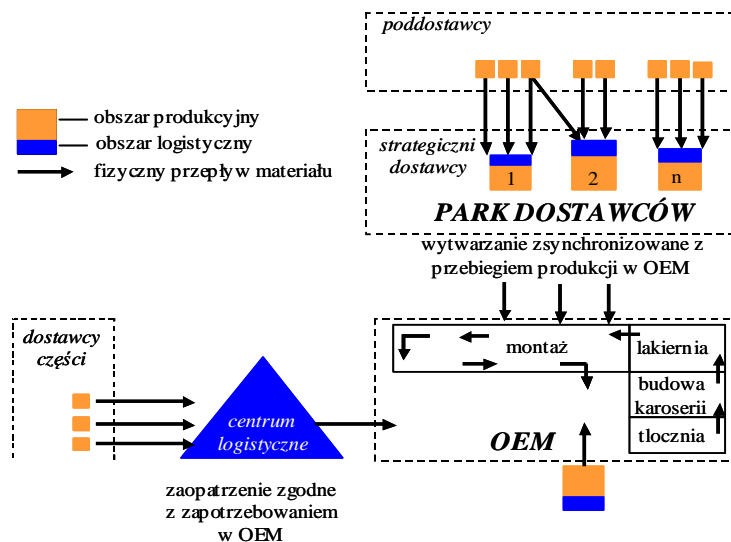 poddostawcy
obszar produkcyjny
obszar logistyczny
fizyczny przepływ materiału
strategiczni
dostawcy
1
2
n
PARK DOSTAWCÓW
wytwarzanie zsynchronizowane z
przebiegiem produkcji w OEM
dostawcy
części
montaż
lakiernia
budowa
karoserii
tlocznia
OEM
centrum
logistyczne
zaopatrzenie zgodne
z zapotrzebowaniem
w OEM